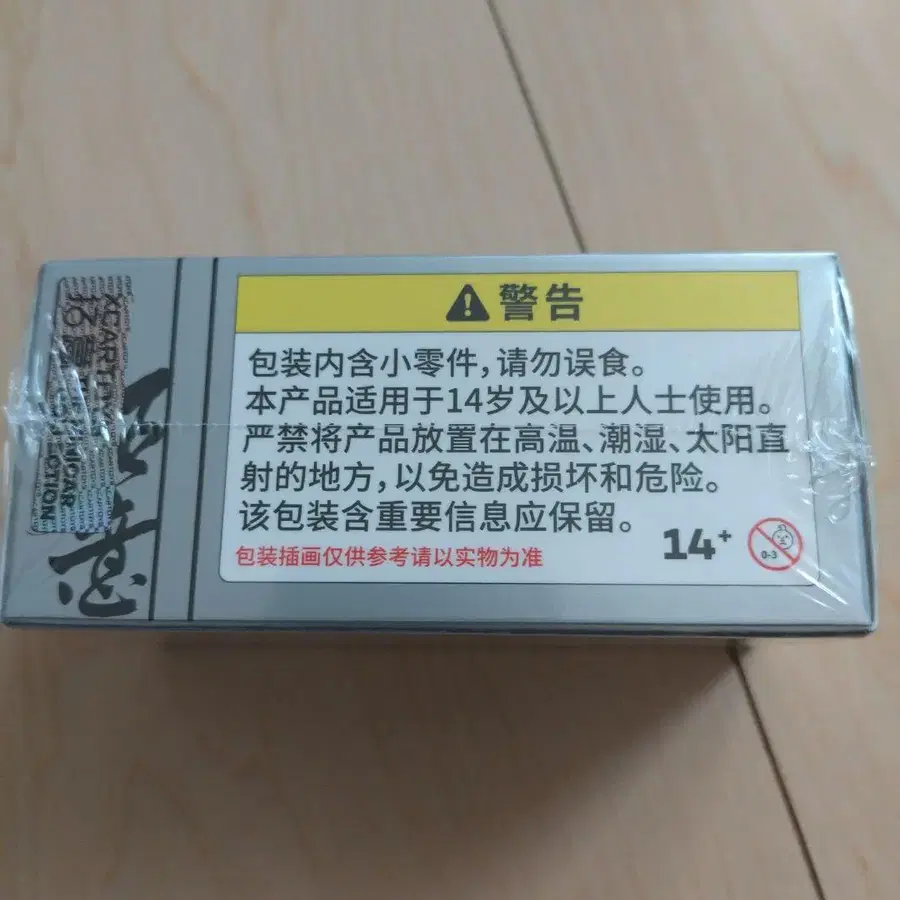 警告
包装内含小零件,请勿误食。
本产品适用于14岁及以上人士使用。
严禁将产品放置在高温、潮湿、太阳直
射的地方,以免造成损坏和危险。
该包装含重要信息应保留。
包装插画仅供参考请以实物为准
14+
0-3
XCARTOYS